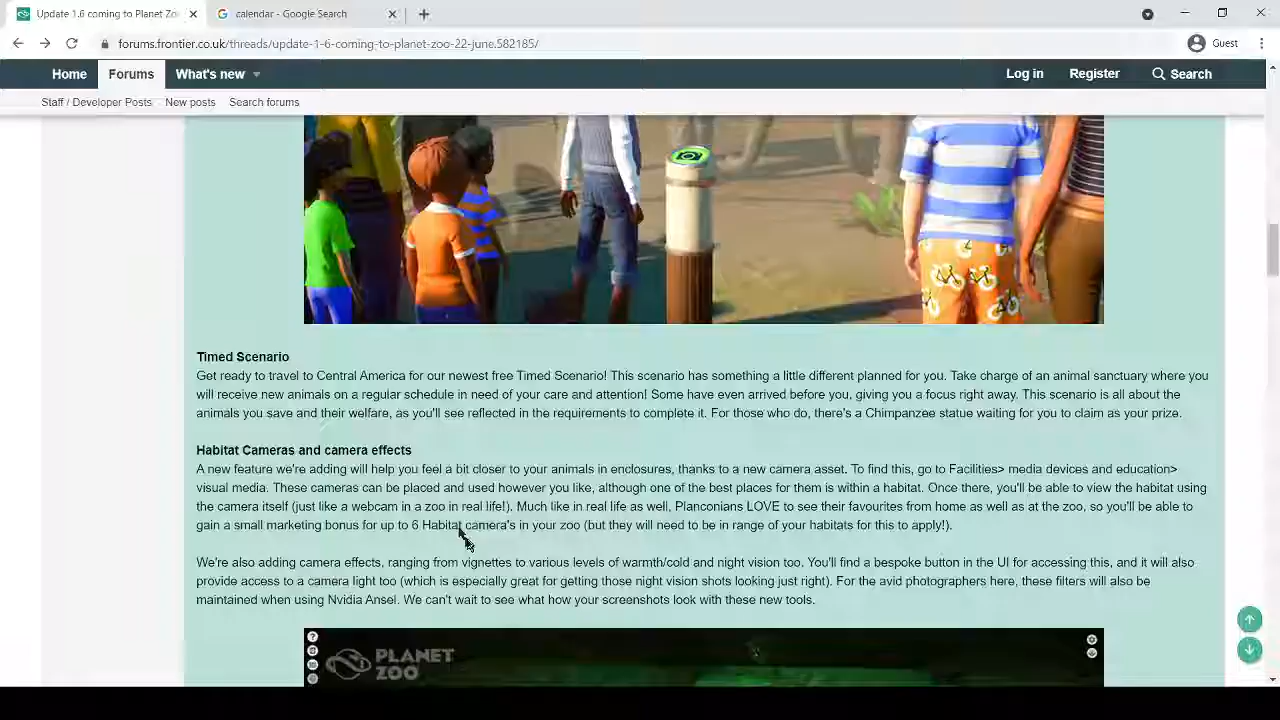 Update 1.6 coming to Planet Zo
calendar - Google Search
forums.frontier.co.uk/threads/update-1-6-coming-to-planet-zoo-22-june.582185/
Guest
Home Forums What's new Log in Register Search
Staff / Developer Posts New posts Search forums
Timed Scenario
Get ready to travel to Central America for our newest free Timed Scenario! This scenario has something a little different planned for you. Take charge of an animal sanctuary where you
will receive new animals on a regular schedule in need of your care and attention! Some have even arrived before you, giving you a focus right away. This scenario is all about the
animals you save and their welfare, as you'll see reflected in the requirements to complete it. For those who do, there's a Chimpanzee statue waiting for you to claim as your prize.
Habitat Cameras and camera effects
A new feature we're adding will help you feel a bit closer to your animals in enclosures, thanks to a new camera asset. To find this, go to Facilities> media devices and education>
visual media. These cameras can be placed and used however you like, although one of the best places for them is within a habitat. Once there, you'll be able to view the habitat using
the camera itself (just like a webcam in a zoo in real life!). Much like in real life as well, Planconians LOVE to see their favourites from home as well as at the zoo, so you'll be able to
gain a small marketing bonus for up to 6 Habitat camera's in your zoo (but they will need to be in range of your habitats for this to apply!).
We're also adding camera effects, ranging from vignettes to various levels of warmth/cold and night vision too. You'll find a bespoke button in the UI for accessing this, and it will also
provide access to a camera light too (which is especially great for getting those night vision shots looking just right). For the avid photographers here, these filters will also be
maintained when using Nvidia Ansel. We can't wait to see what how your screenshots look with these new tools.
PLANET
ZOO